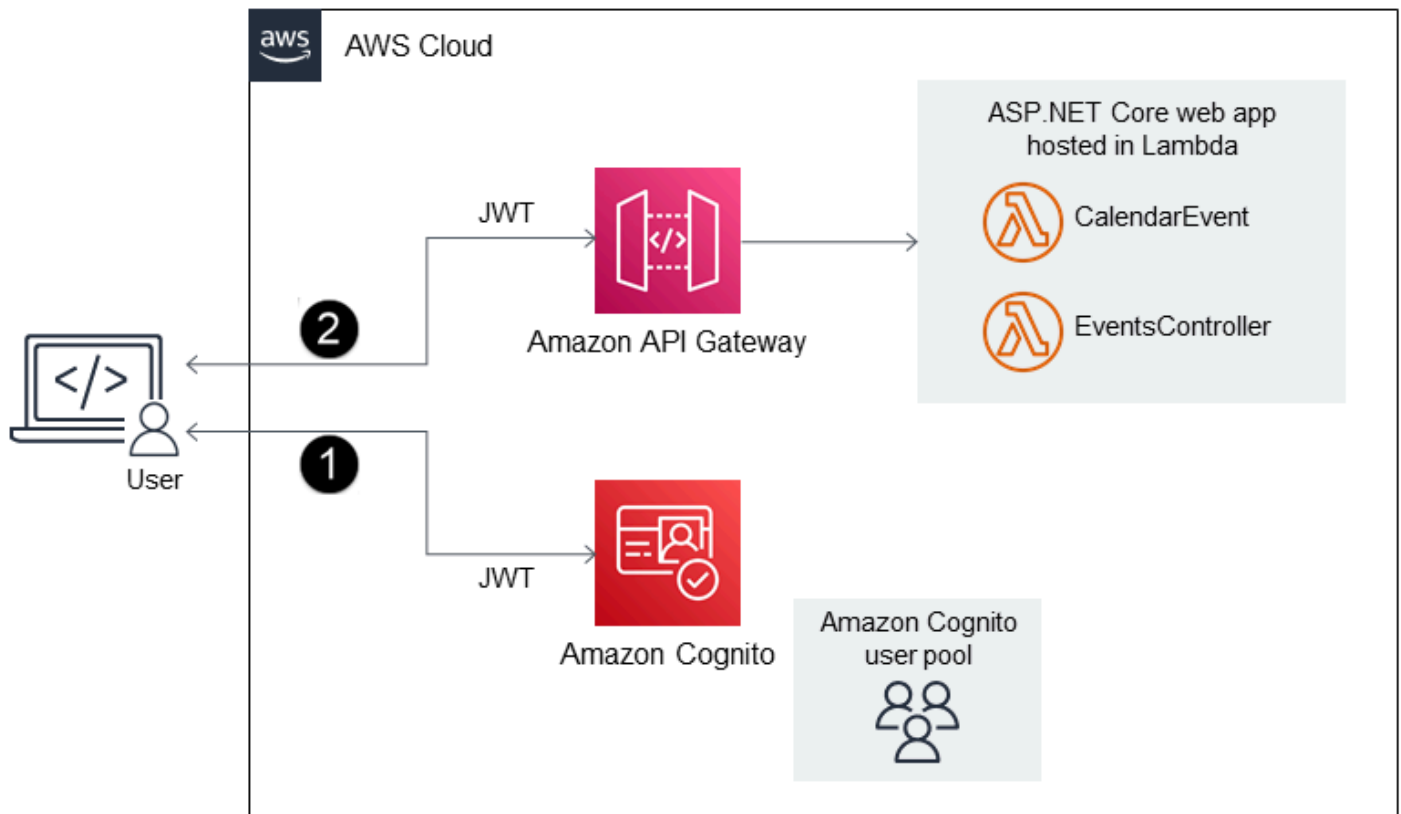 aws
AWS Cloud
ASP.NET Core web app
hosted in Lambda
CalendarEvent
EventsController
JWT
</>
Amazon API Gateway
2
</>
User
1
JWT
Amazon Cognito
Amazon Cognito
user pool